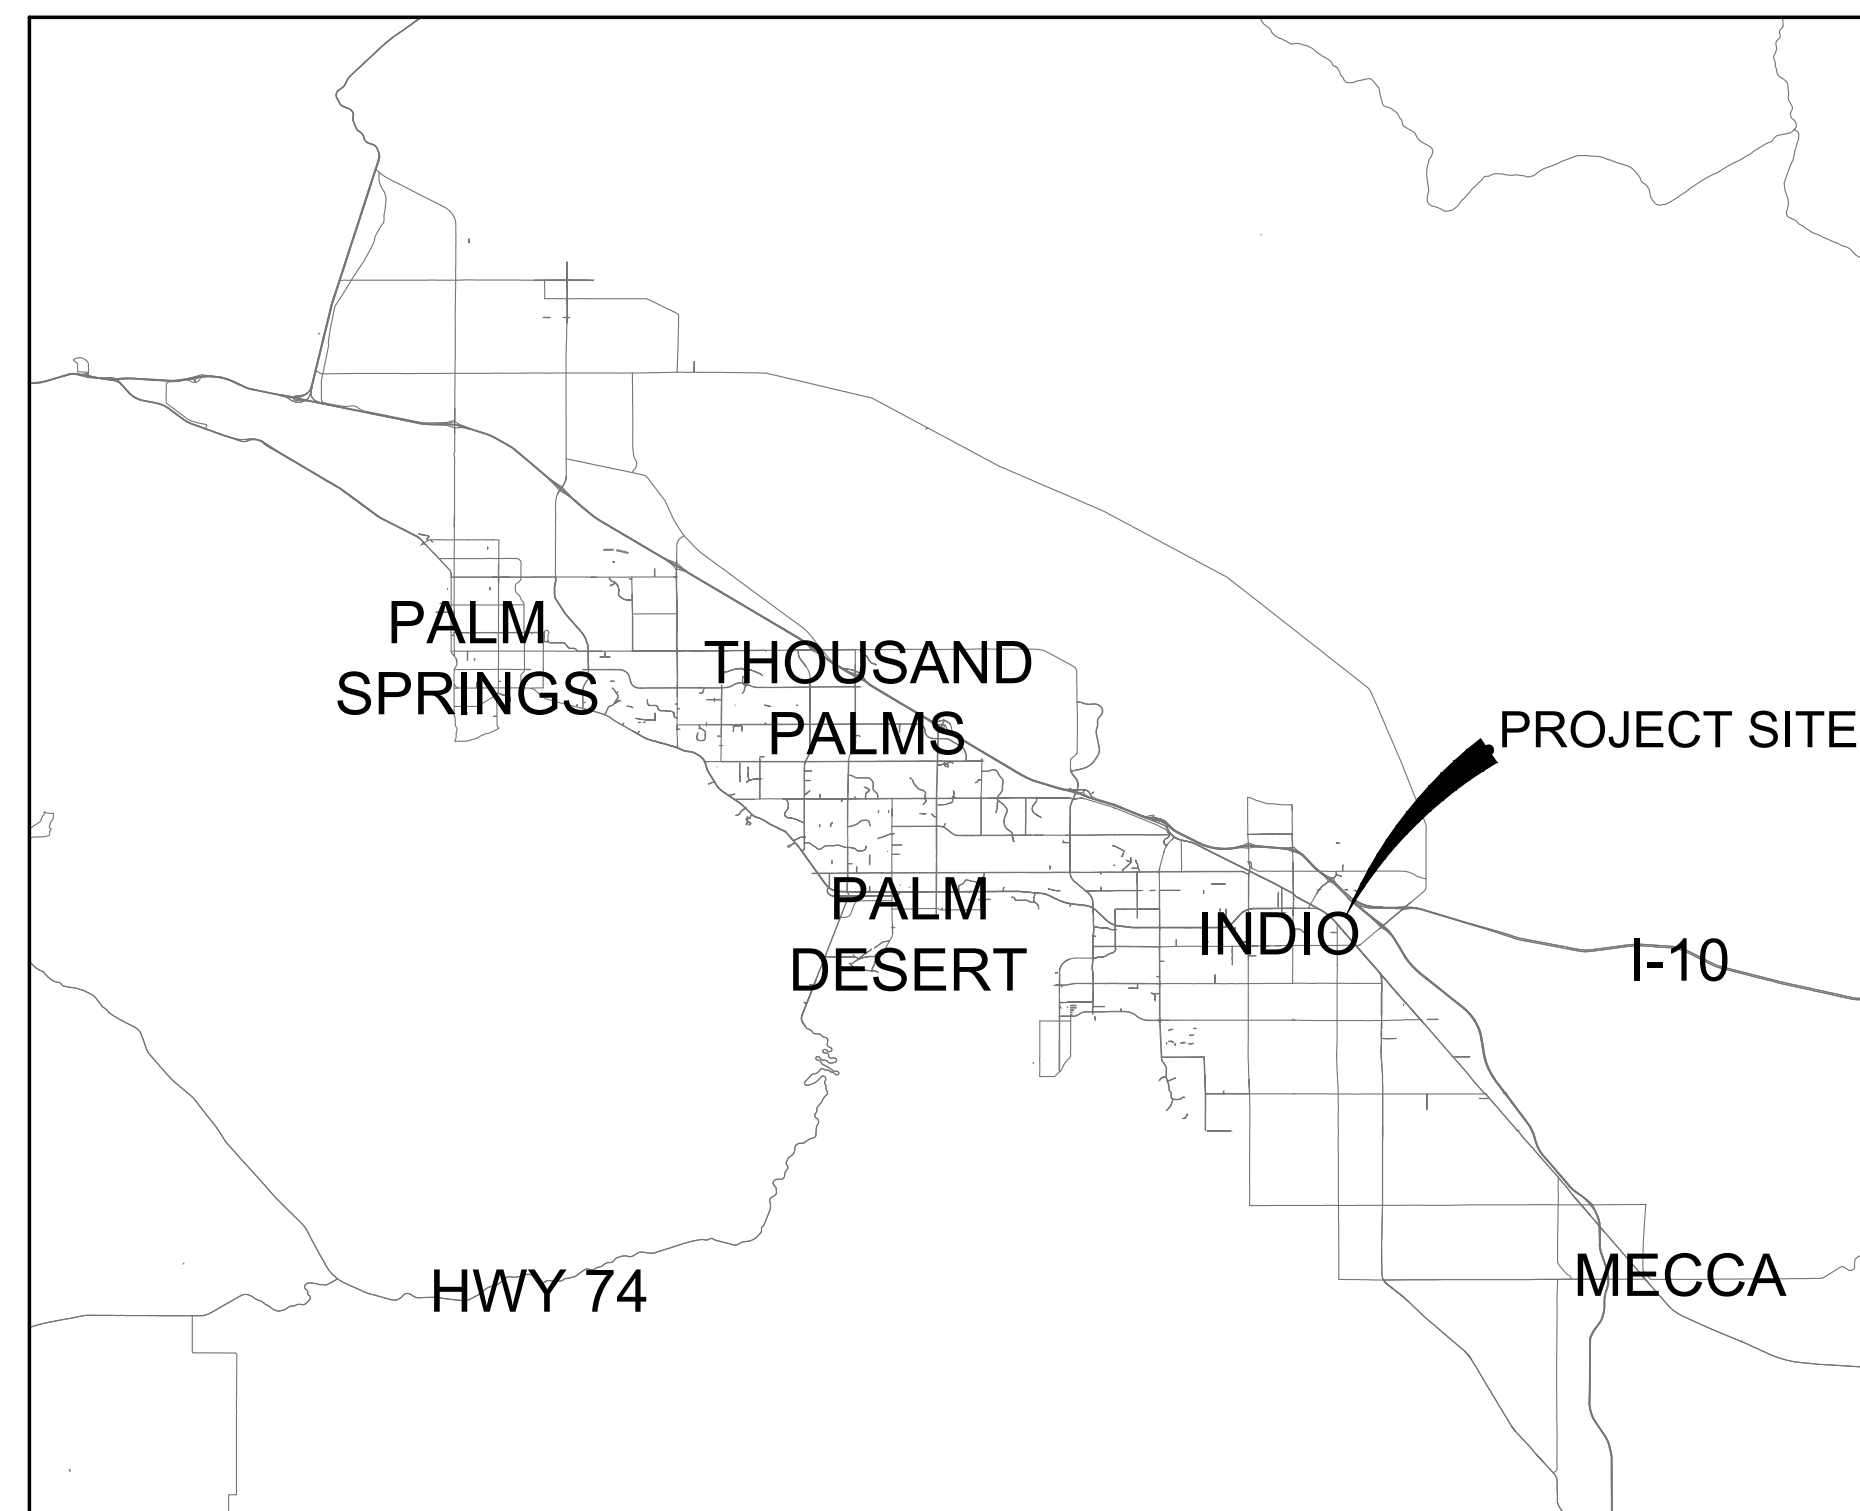 PALM
SPRINGS
THOUSAND
PALMS
PROJECT SITE
PALM
DESERT
INDIO
I-10
HWY 74
MECCA